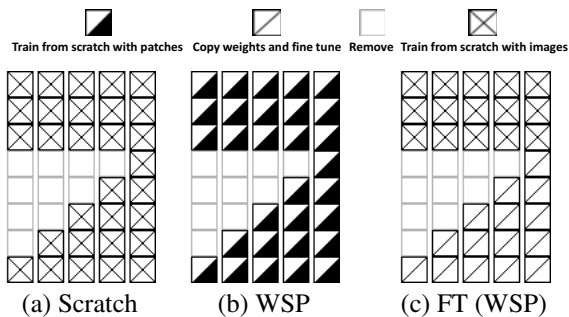 Train from scratch with patches Copy weights and fine tune Remove Train from scratch with images
(a) Scratch (b) WSP (c) FT (WSP)